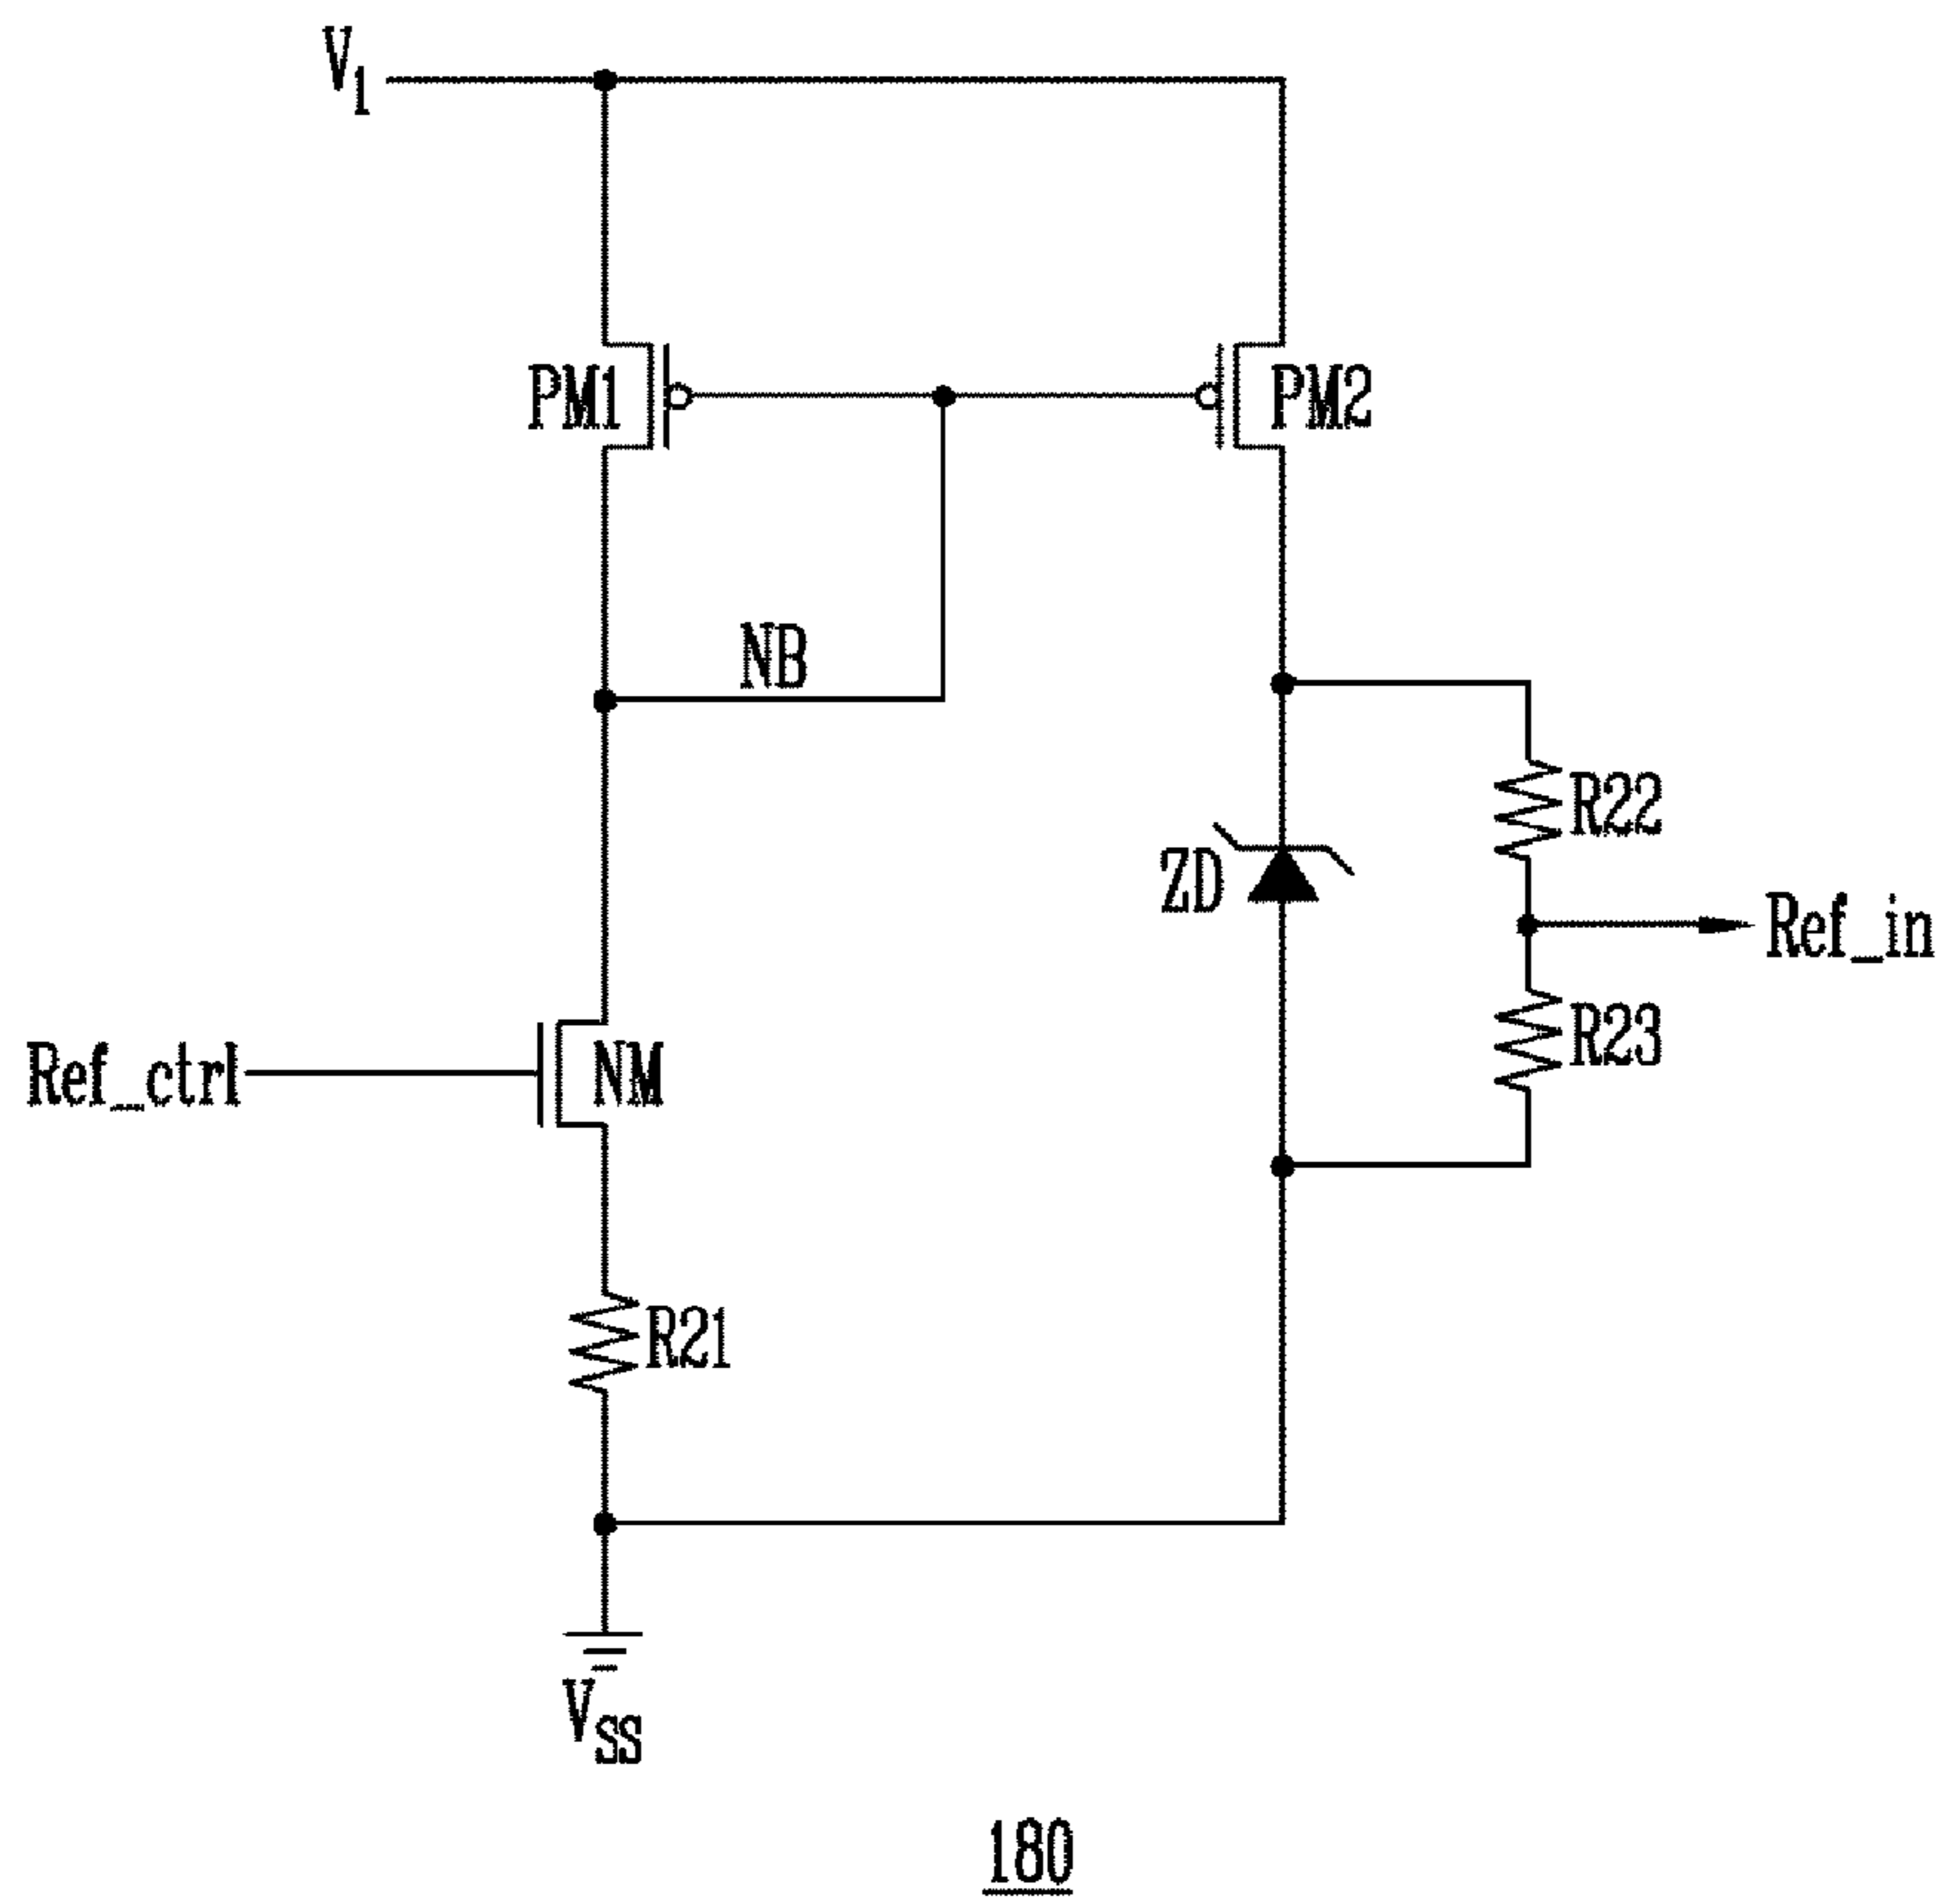 V1
PM1
PM2
NB
R22
ZD
Ref_in
R23
Ref_ctrl
NM
R21
VSS
180